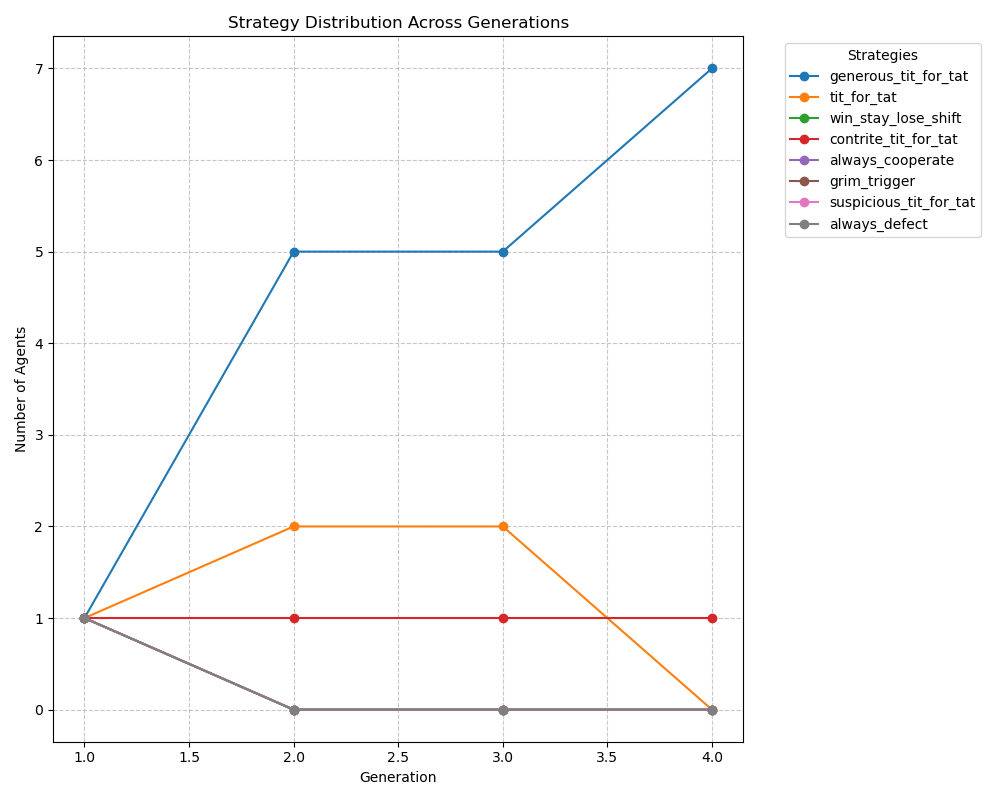 Strategy Distribution Across Generations
Number of Agents
7
6
5
4
3
2
1
0
1.0 1.5 2.0 2.5 3.0 3.5 4.0
Generation
Strategies
generous_tit_for_tat
tit_for_tat
win_stay_lose_shift
contrite_tit_for_tat
always_cooperate
grim_trigger
suspicious_tit_for_tat
always_defect